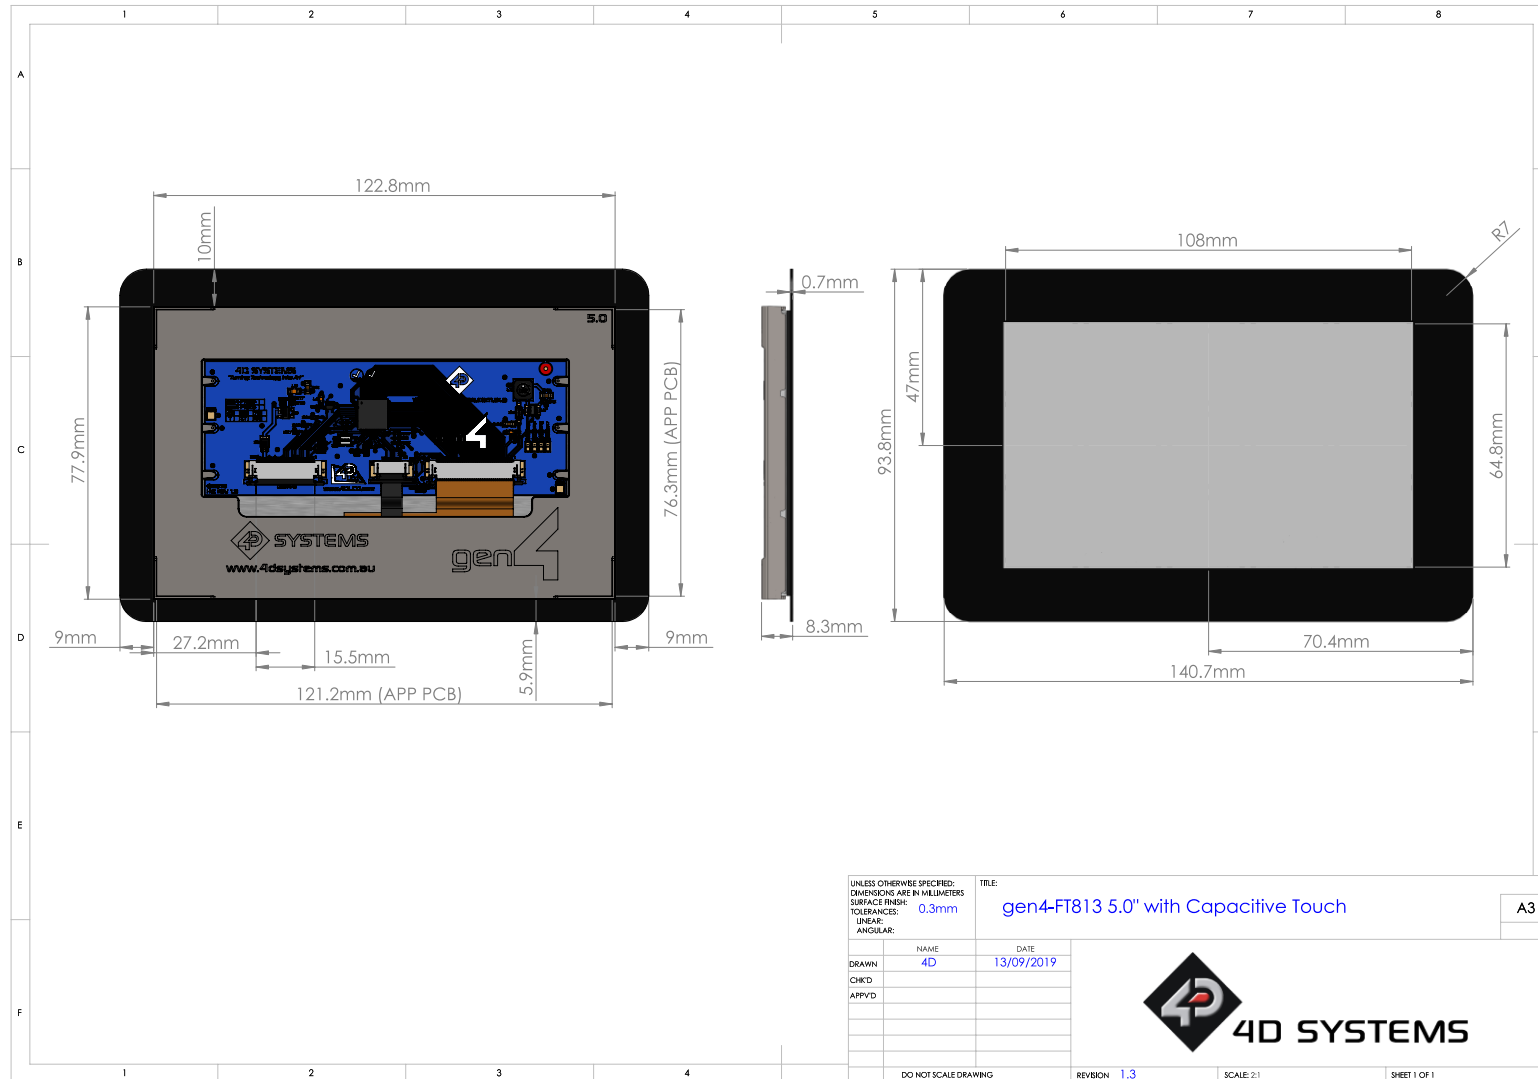 1 2 3 4 5 6 7 8
A
B
C
D
E
F
122.8mm
10mm
77.9mm
76.3mm (APP PCB)
5.0
4D SYSTEMS
"Turning Technology into Art"
4D SYSTEMS
www.4dsystems.com.au
gen4
9mm
27.2mm
15.5mm
121.2mm (APP PCB)
5.9mm
9mm
0.7mm
8.3mm
108mm
R7
47mm
93.8mm
64.8mm
70.4mm
140.7mm
UNLESS OTHERWISE SPECIFIED:
DIMENSIONS ARE IN MILLIMETERS
SURFACE FINISH:
TOLERANCES: 0.3mm
LINEAR:
ANGULAR:
TITLE:
gen4-FT813 5.0" with Capacitive Touch
A3
NAME DATE
DRAWN 4D 13/09/2019
CHK'D
APPV'D
4D SYSTEMS
DO NOT SCALE DRAWING
REVISION 1.3
SCALE: 2:1
SHEET 1 OF 1
1 2 3 4